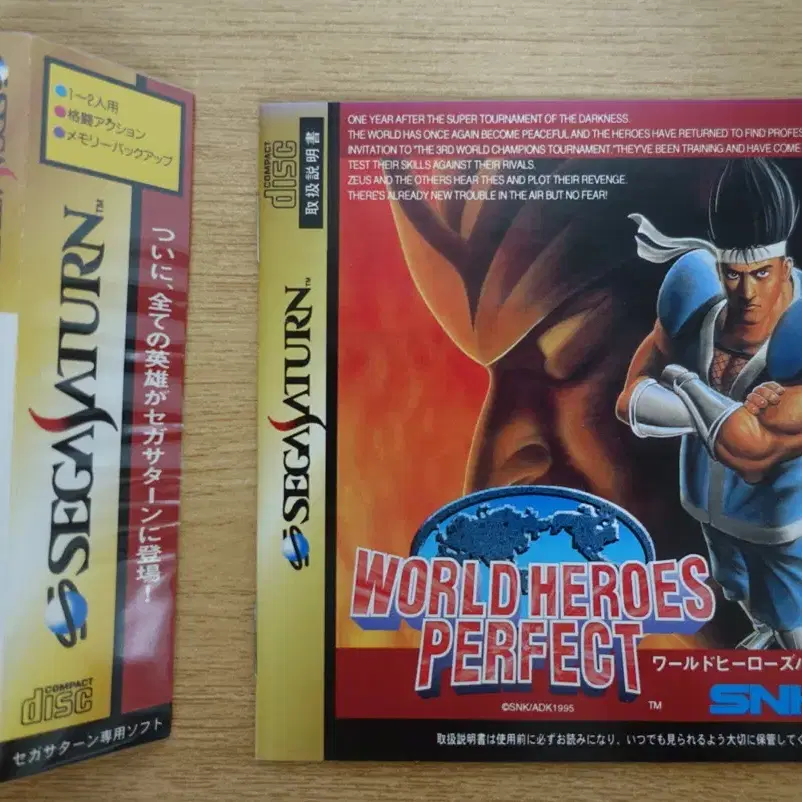 1〜2人用
格闘アクション
メモリーバックアップ
SEGA SATURN™
ついに、全ての英雄がセガサターンに登場!
COMPACT
disc
セガサターン専用ソフト
COMPACT
disc
取扱説明書
SEGA SATURN™
ONE YEAR AFTER THE SUPER TOURNAMENT OF THE DARKNESS.
THE WORLD HAS ONCE AGAIN BECOME PEACEFUL AND THE HEROES HAVE RETURNED TO FIND PROFES
INVITATION TO "THE 3RD WORLD CHAMPIONS TOURNAMENT." THEY'VE BEEN TRAINING AND HAVE COME
TEST THEIR SKILLS AGAINST THEIR RIVALS.
ZEUS AND THE OTHERS HEAR THES AND PLOT THEIR REVENGE.
THERE'S ALREADY NEW TROUBLE IN THE AIR BUT NO FEAR!
WORLD HEROES
PERFECT
™
ワールドヒーローズパ
©SNK/ADK1995
SNK
取扱説明書は使用前に必ずお読みになり、いつでも見られるよう大切に保管してく